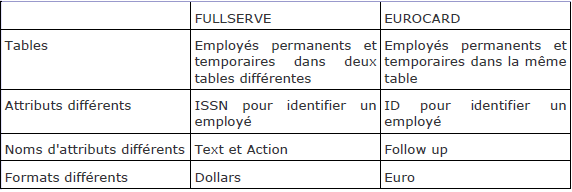 FULLSERVE EUROCARD
Tables Employés permanents et Employés permanents et
temporaires dans deux temporaires dans la même
tables différentes table
Attributs différents ISSN pour identifier un ID pour identifier un
employé employé
Noms d'attributs différents Text et Action Follow up
Formats différents Dollars Euro